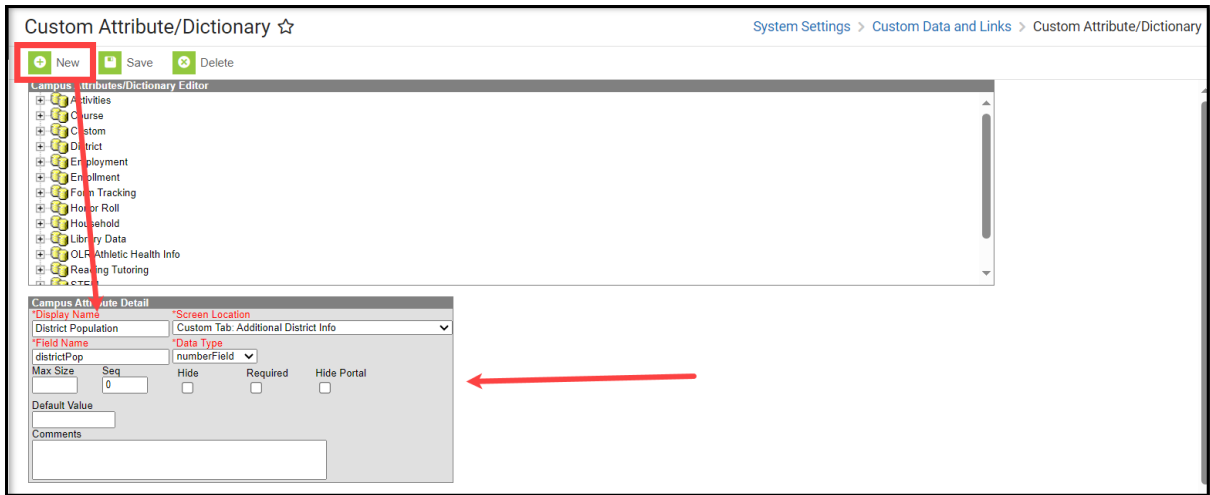 Custom Attribute/Dictionary
System Settings > Custom Data and Links > Custom Attribute/Dictionary
New Save Delete
Campus Attributes/Dictionary Editor
Activities
Course
Custom
District
Employment
Enrollment
Form Tracking
Honor Roll
Household
Library Data
OLR Athletic Health Info
Reading Tutoring
Campus Attribute Detail
*Display Name *Screen Location
District Population Custom Tab: Additional District Info
*Field Name *Data Type
districtPop numberField
Max Size Seq Hide Required Hide Portal
0
Default Value
Comments